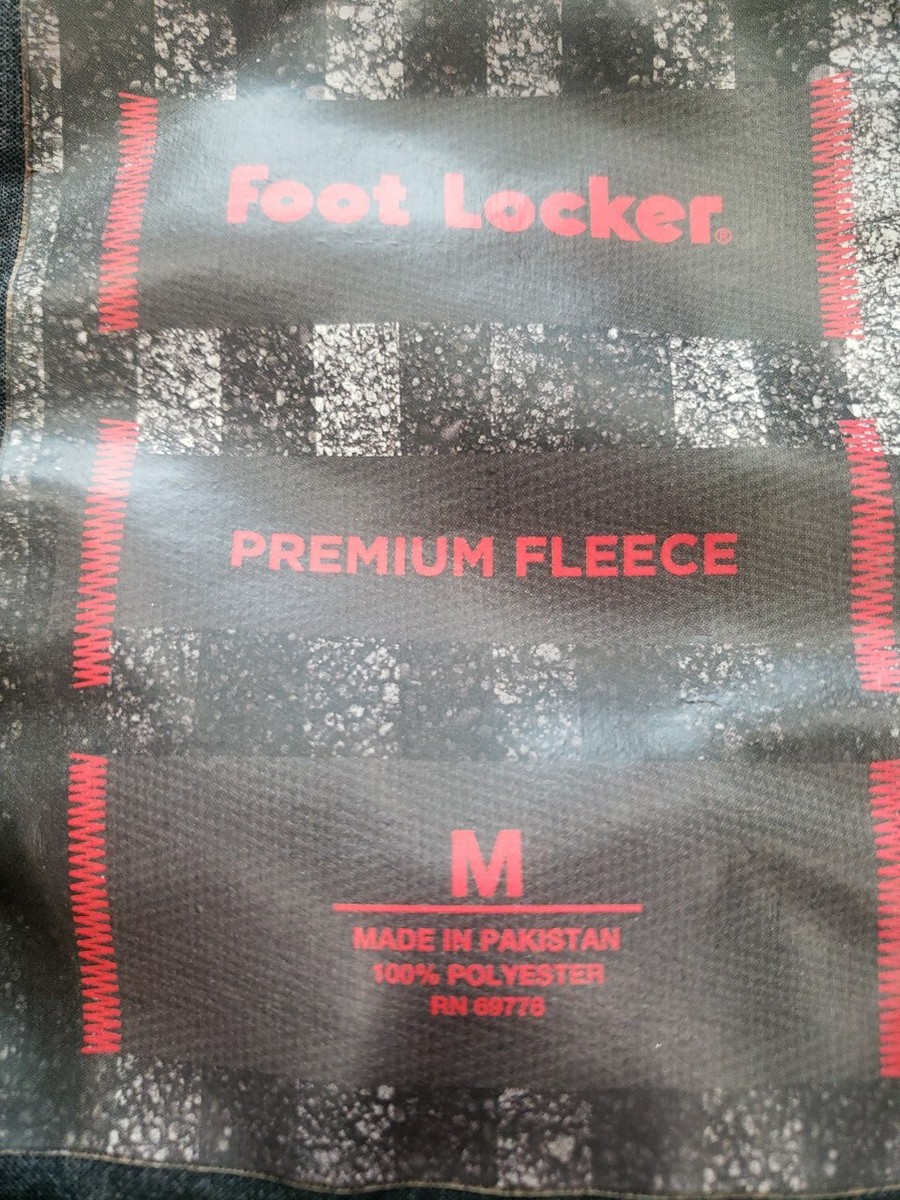 Foot Locker®
PREMIUM FLEECE
M
MADE IN PAKISTAN
100% POLYESTER
RN 69778